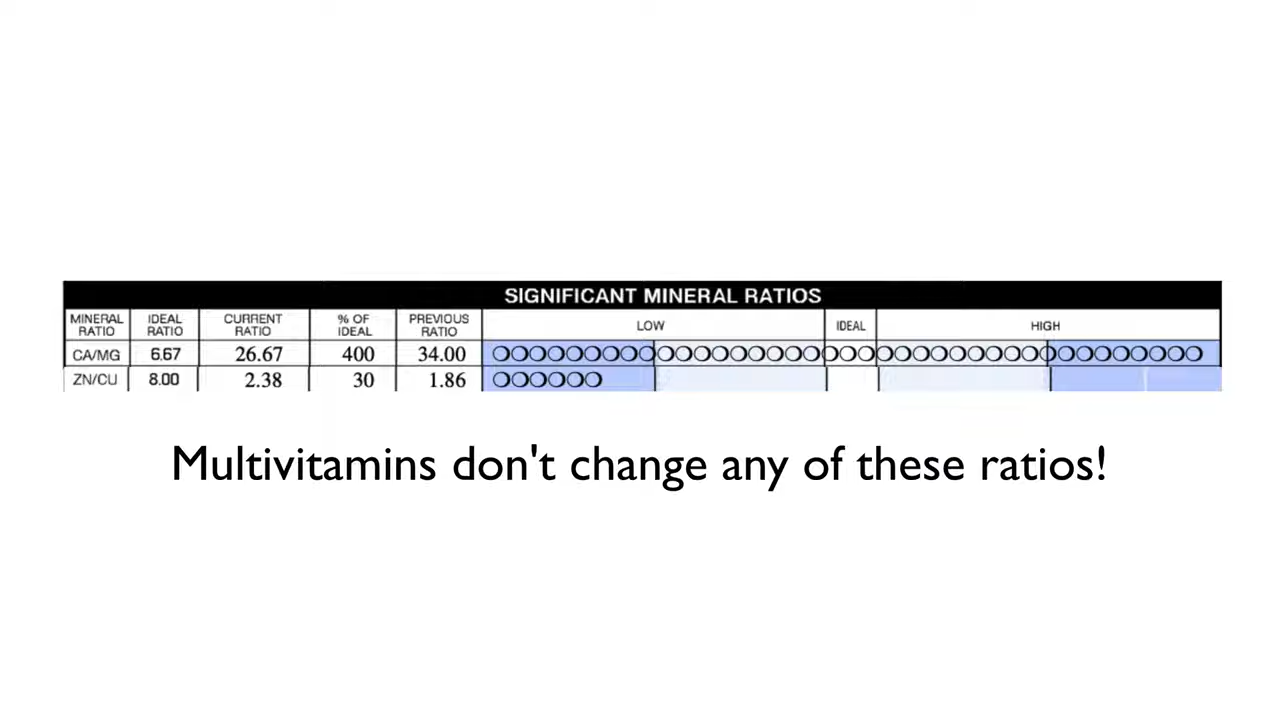 SIGNIFICANT MINERAL RATIOS
MINERAL RATIO IDEAL RATIO CURRENT RATIO % OF IDEAL PREVIOUS RATIO LOW IDEAL HIGH
CA/MG 6.67 26.67 400 34.00
ZN/CU 8.00 2.38 30 1.86
Multivitamins don't change any of these ratios!